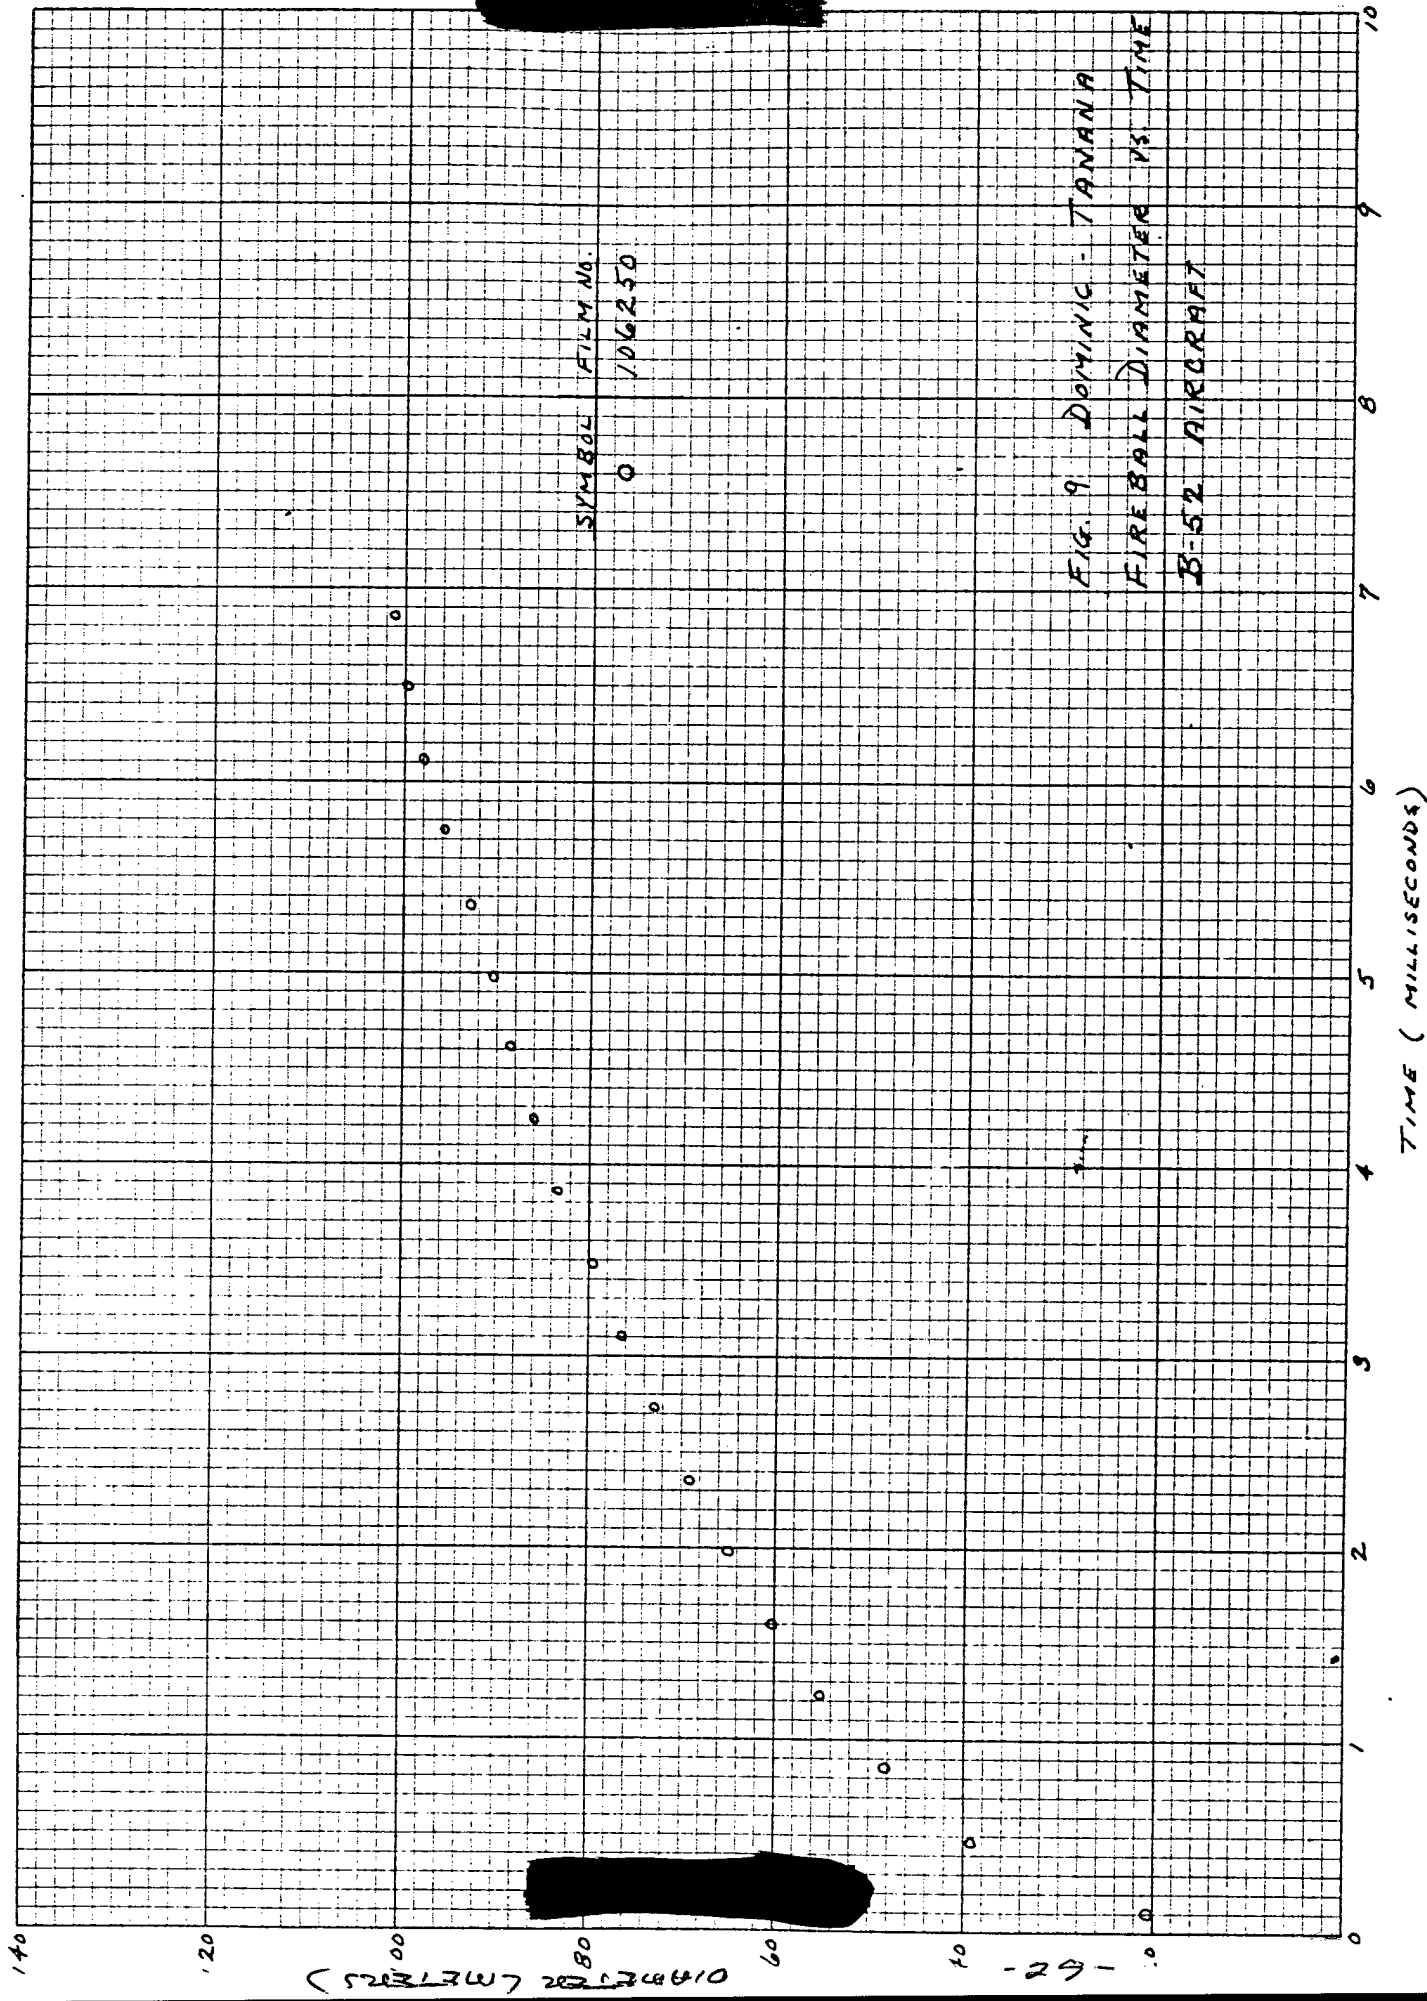 DIAMETER (METERS)
140
120
100
80
60
40
20
0
SYMBOL FILM NO.
O 106250
FIG. 9 DOMINIC - TANANA
FIREBALL DIAMETER VS. TIME
B-52 AIRCRAFT
0 1 2 3 4 5 6 7 8 9 10
TIME (MILLISECONDS)
-29-